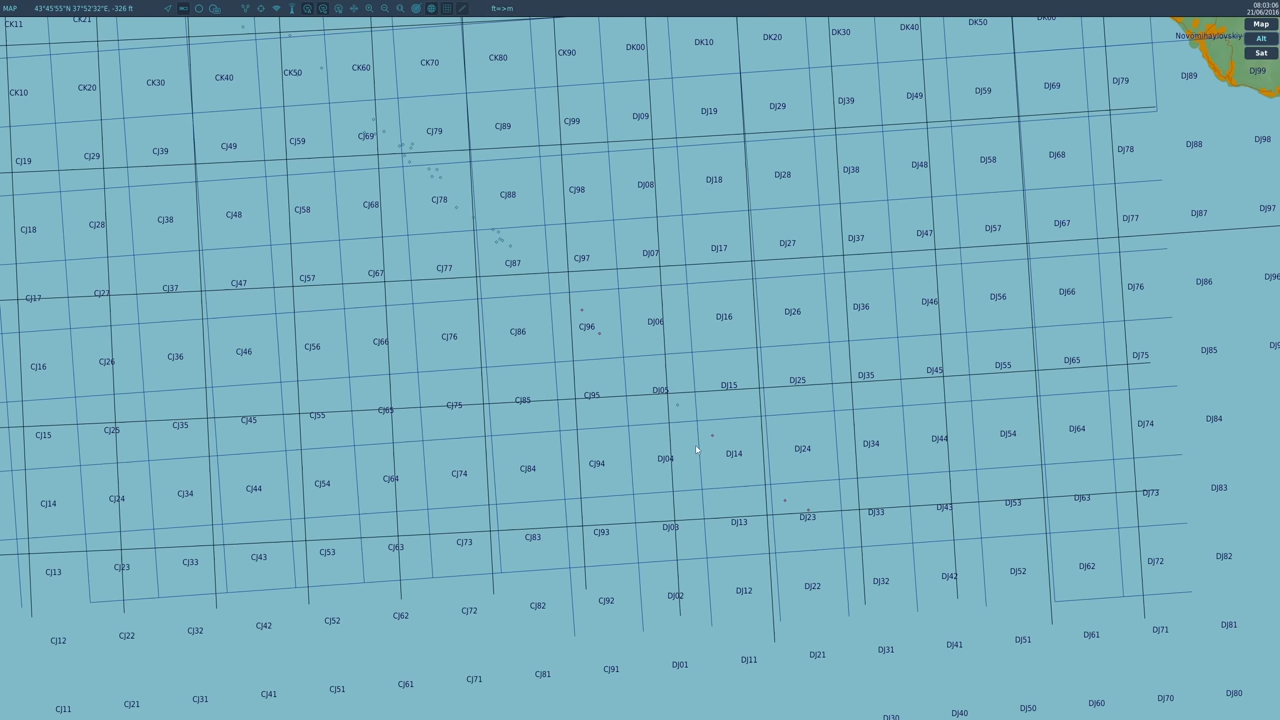 MAP 43°45'55"N 37°52'32"E, -326 ft ft=>m 08:03:06
21/06/2016
Map
Alt
Sat
Novomihaylovskiy
CK11 CK21 DK50 DK60
CK10 CK20 CK30 CK40 CK50 CK60 CK70 CK80 CK90 DK00 DK10 DK20 DK30 DK40
CJ19 CJ29 CJ39 CJ49 CJ59 CJ69 CJ79 CJ89 CJ99 DJ09 DJ19 DJ29 DJ39 DJ49 DJ59 DJ69 DJ79 DJ89 DJ99
CJ18 CJ28 CJ38 CJ48 CJ58 CJ68 CJ78 CJ88 CJ98 DJ08 DJ18 DJ28 DJ38 DJ48 DJ58 DJ68 DJ78 DJ88 DJ98
CJ17 CJ27 CJ37 CJ47 CJ57 CJ67 CJ77 CJ87 CJ97 DJ07 DJ17 DJ27 DJ37 DJ47 DJ57 DJ67 DJ77 DJ87 DJ97
CJ16 CJ26 CJ36 CJ46 CJ56 CJ66 CJ76 CJ86 CJ96 DJ06 DJ16 DJ26 DJ36 DJ46 DJ56 DJ66 DJ76 DJ86 DJ96
CJ15 CJ25 CJ35 CJ45 CJ55 CJ65 CJ75 CJ85 CJ95 DJ05 DJ15 DJ25 DJ35 DJ45 DJ55 DJ65 DJ75 DJ85 DJ9
CJ14 CJ24 CJ34 CJ44 CJ54 CJ64 CJ74 CJ84 CJ94 DJ04 DJ14 DJ24 DJ34 DJ44 DJ54 DJ64 DJ74 DJ84
CJ13 CJ23 CJ33 CJ43 CJ53 CJ63 CJ73 CJ83 CJ93 DJ03 DJ13 DJ23 DJ33 DJ43 DJ53 DJ63 DJ73 DJ83
CJ12 CJ22 CJ32 CJ42 CJ52 CJ62 CJ72 CJ82 CJ92 DJ02 DJ12 DJ22 DJ32 DJ42 DJ52 DJ62 DJ72 DJ82
CJ11 CJ21 CJ31 CJ41 CJ51 CJ61 CJ71 CJ81 CJ91 DJ01 DJ11 DJ21 DJ31 DJ41 DJ51 DJ61 DJ71 DJ81
DJ30 DJ40 DJ50 DJ60 DJ70 DJ80